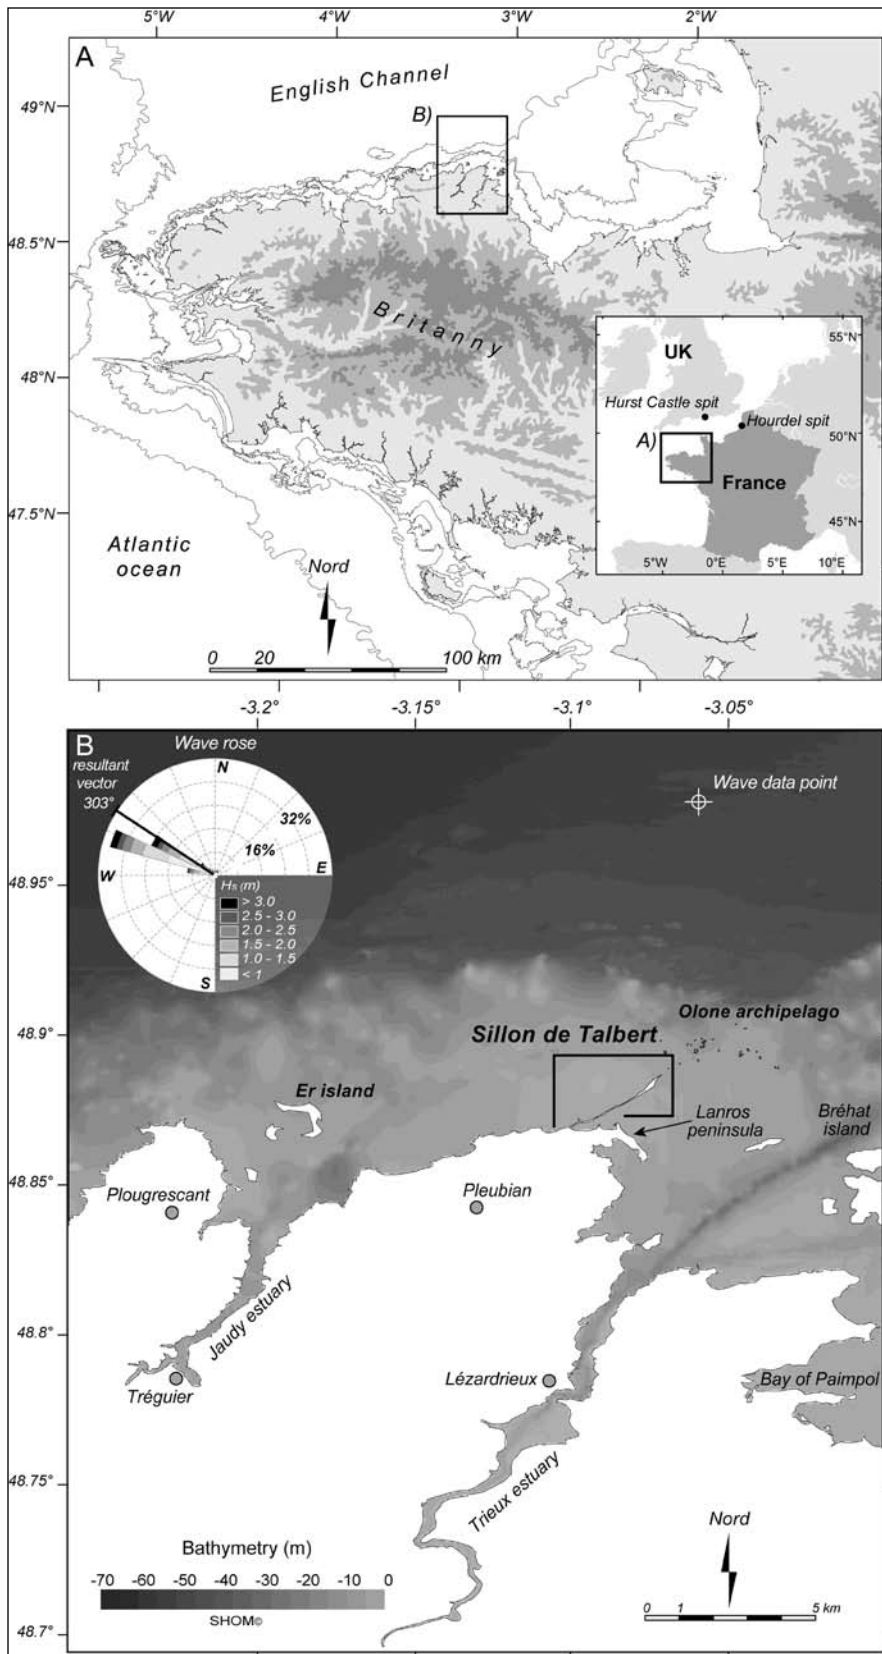 5°W 4°W 3°W 2°W
A
English Channel
49°N
B)
48.5°N
Britanny
48°N
47.5°N
Atlantic
ocean
Nord
0 20 100 km
55°N
UK
Hurst Castle spit
Hourdel spit
50°N
A)
France
45°N
5°W 0°E 5°E 10°E
-3.2° -3.15° -3.1° -3.05°
B
Wave rose
resultant
vector
303°
N
32%
16%
W
E
S
Hs (m)
> 3.0
2.5 - 3.0
2.0 - 2.5
1.5 - 2.0
1.0 - 1.5
< 1
Wave data point
48.95°
48.9°
Olone archipelago
Sillon de Talbert
Er island
Lanros
peninsula
Bréhat
island
48.85°
Plougrescant
Pleubian
Jaudy estuary
48.8°
Tréguier
Lézardrieux
Bay of Paimpol
48.75°
Trieux estuary
Nord
Bathymetry (m)
-70 -60 -50 -40 -30 -20 -10 0
SHOM©
0 1 5 km
48.7°